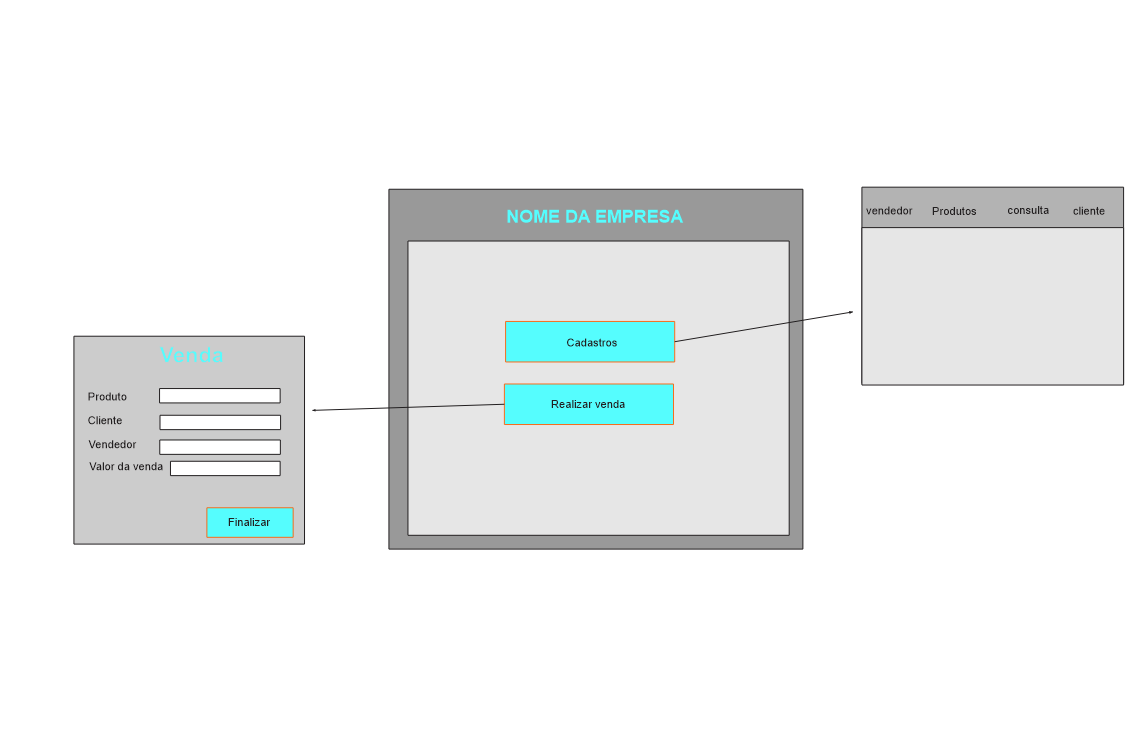 NOME DA EMPRESA
Cadastros
Realizar venda
vendedor
Produtos
consulta
cliente
Venda
Produto
Cliente
Vendedor
Valor da venda
Finalizar